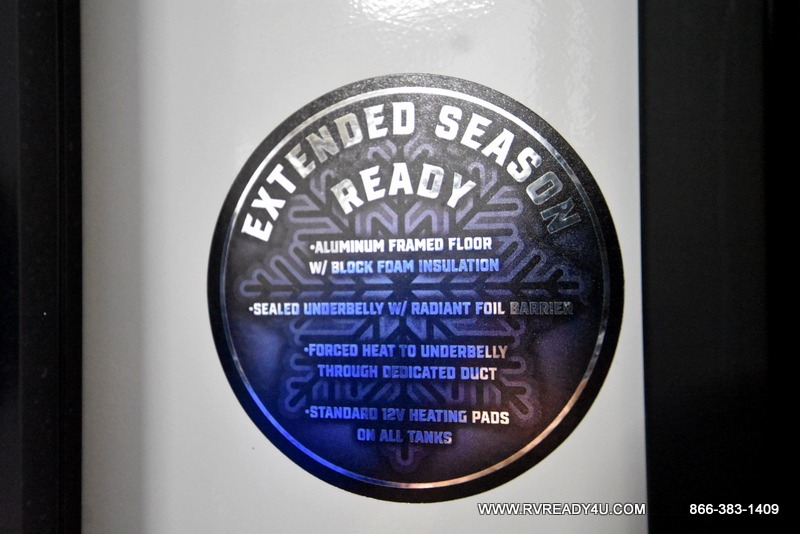 EXTENDED SEASON
READY
•ALUMINUM FRAMED FLOOR
W/ BLOCK FOAM INSULATION
•SEALED UNDERBELLY W/ RADIANT FOIL BARRIER
•FORCED HEAT TO UNDERBELLY
THROUGH DEDICATED DUCT
•STANDARD 12V HEATING PADS
ON ALL TANKS
WWW.RVREADY4U.COM 866-383-1409